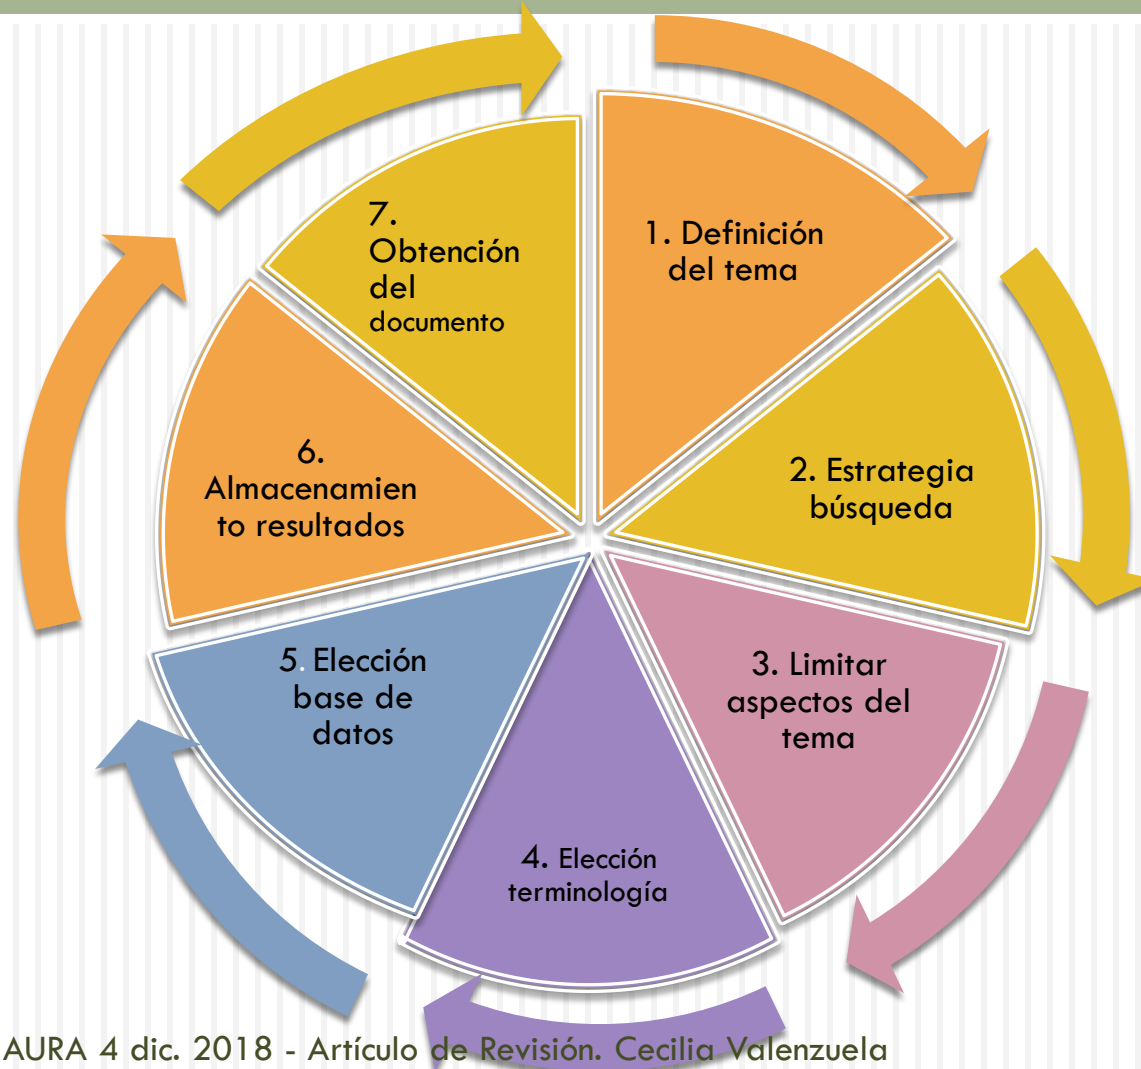 1. Definición
del tema
2. Estrategia
búsqueda
3. Limitar
aspectos del
tema
4. Elección
terminología
5. Elección
base de
datos
6.
Almacenamien
to resultados
7.
Obtención
del
documento
AURA 4 dic. 2018 - Artículo de Revisión. Cecilia Valenzuela